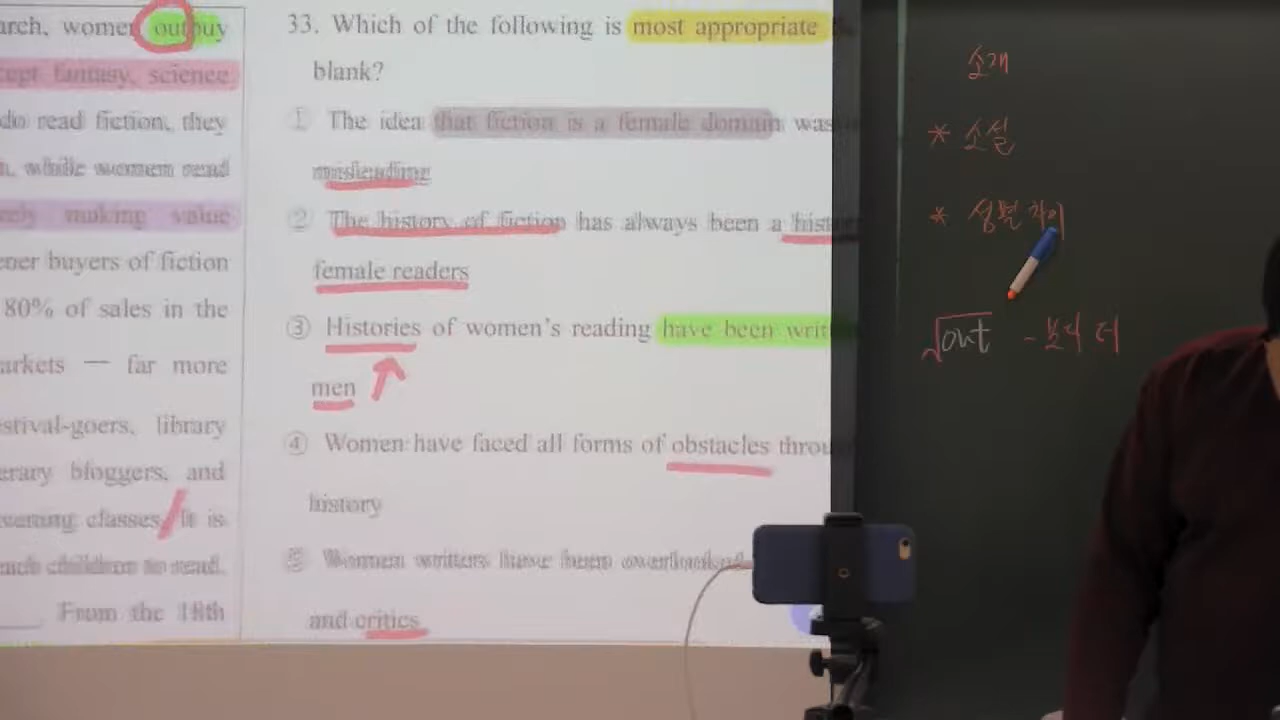 arch, women outbuy
cept fantasy, science
do read fiction, they
n, while women read
rely making value
ener buyers of fiction
80% of sales in the
arkets — far more
stival-goers, library
erary bloggers, and
vening classes. It is
each children to read.
From the 18th
33. Which of the following is most appropriate
blank?
① The idea that fiction is a female domain was
misleading
② The history of fiction has always been a hist
female readers
③ Histories of women's reading have been writ
men
④ Women have faced all forms of obstacles throu
history
⑤ Women writers have been overlooked
and critics
소개
* 소설
* 성별 차이
√out - 보다 더